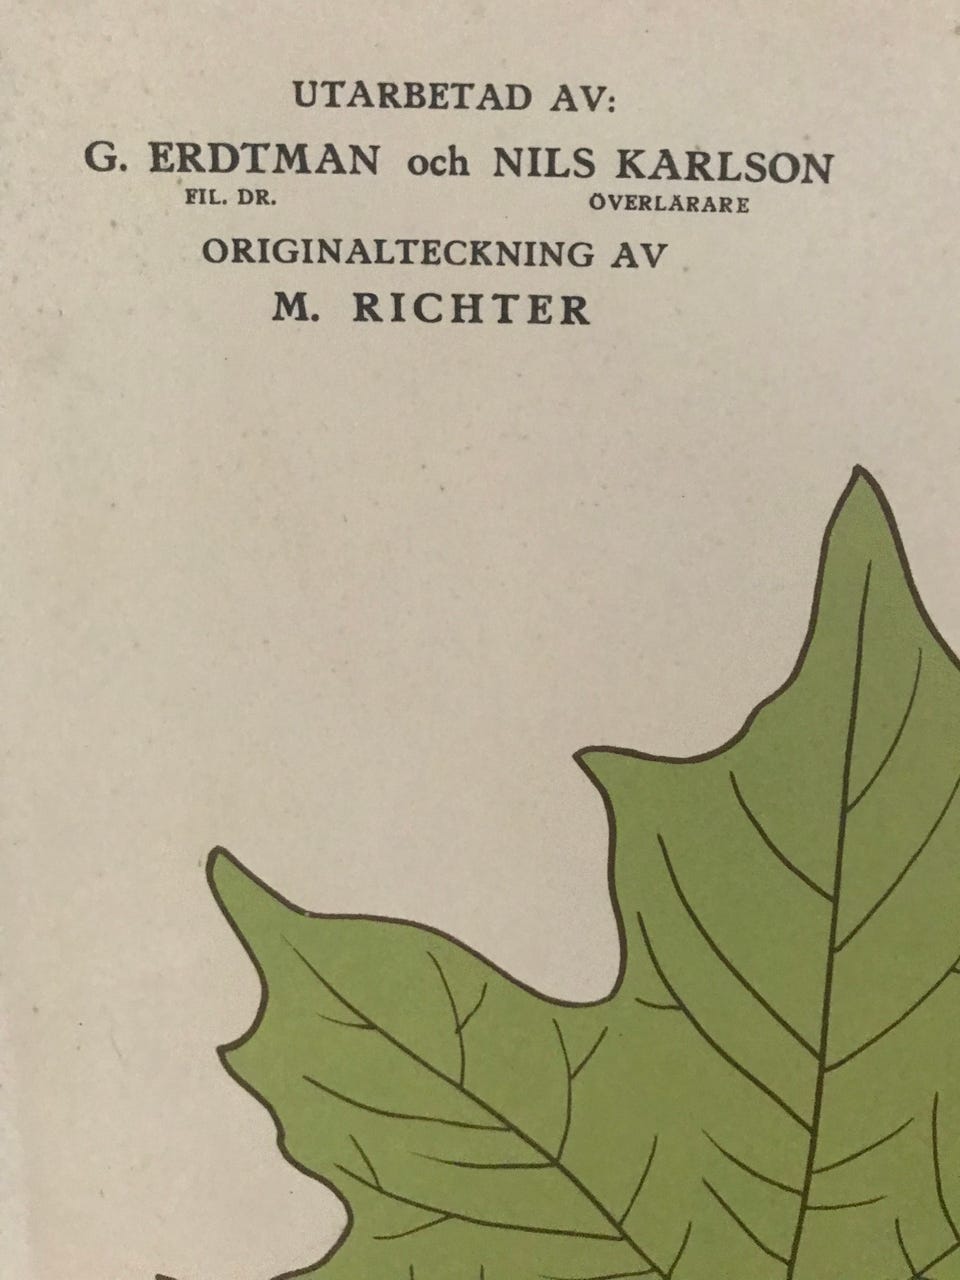 UTARBETAD AV:
G. ERDTMAN och NILS KARLSON
FIL. DR. ÖVERLÄRARE
ORIGINALTECKNING AV
M. RICHTER